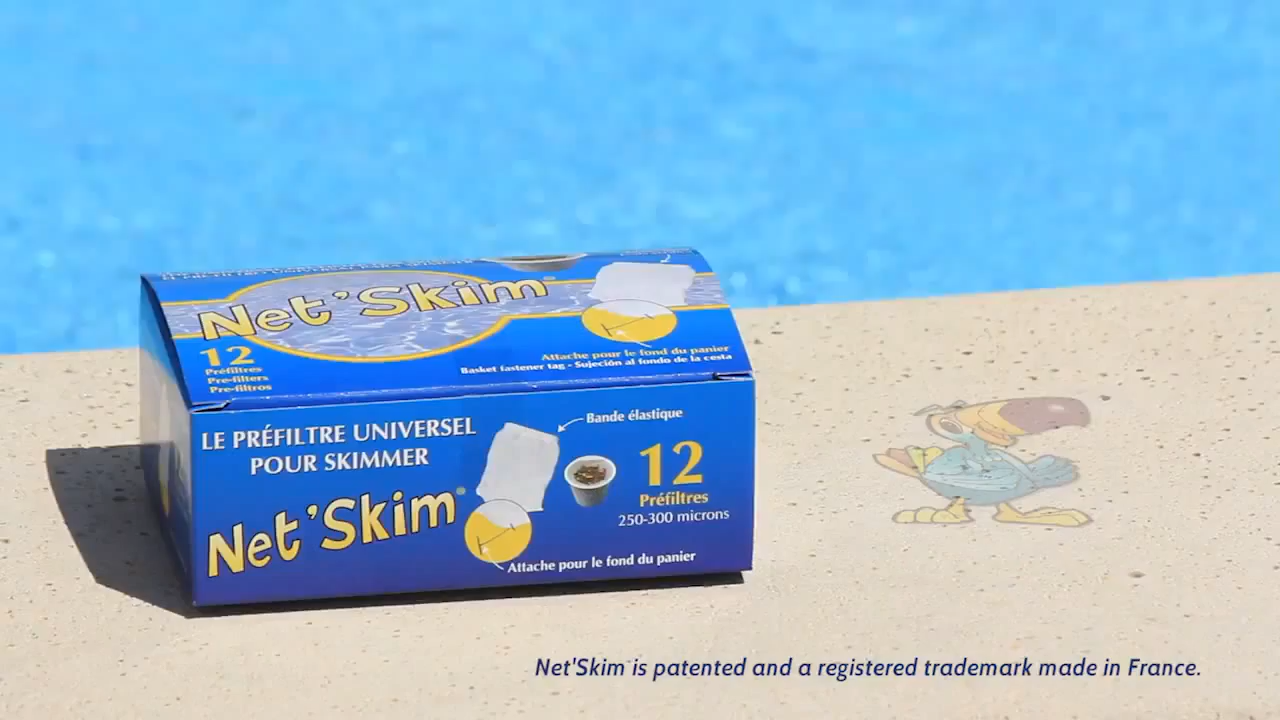 Net'Skim®
12
Préfiltres
Pre-filters
Pre-filtros
Attache pour le fond du panier
Basket fastener tag - Sujeción al fondo de la cesta
LE PRÉFILTRE UNIVERSEL
POUR SKIMMER
Net'Skim®
Bande élastique
12
Préfiltres
250-300 microns
Attache pour le fond du panier
Net'Skim is patented and a registered trademark made in France.